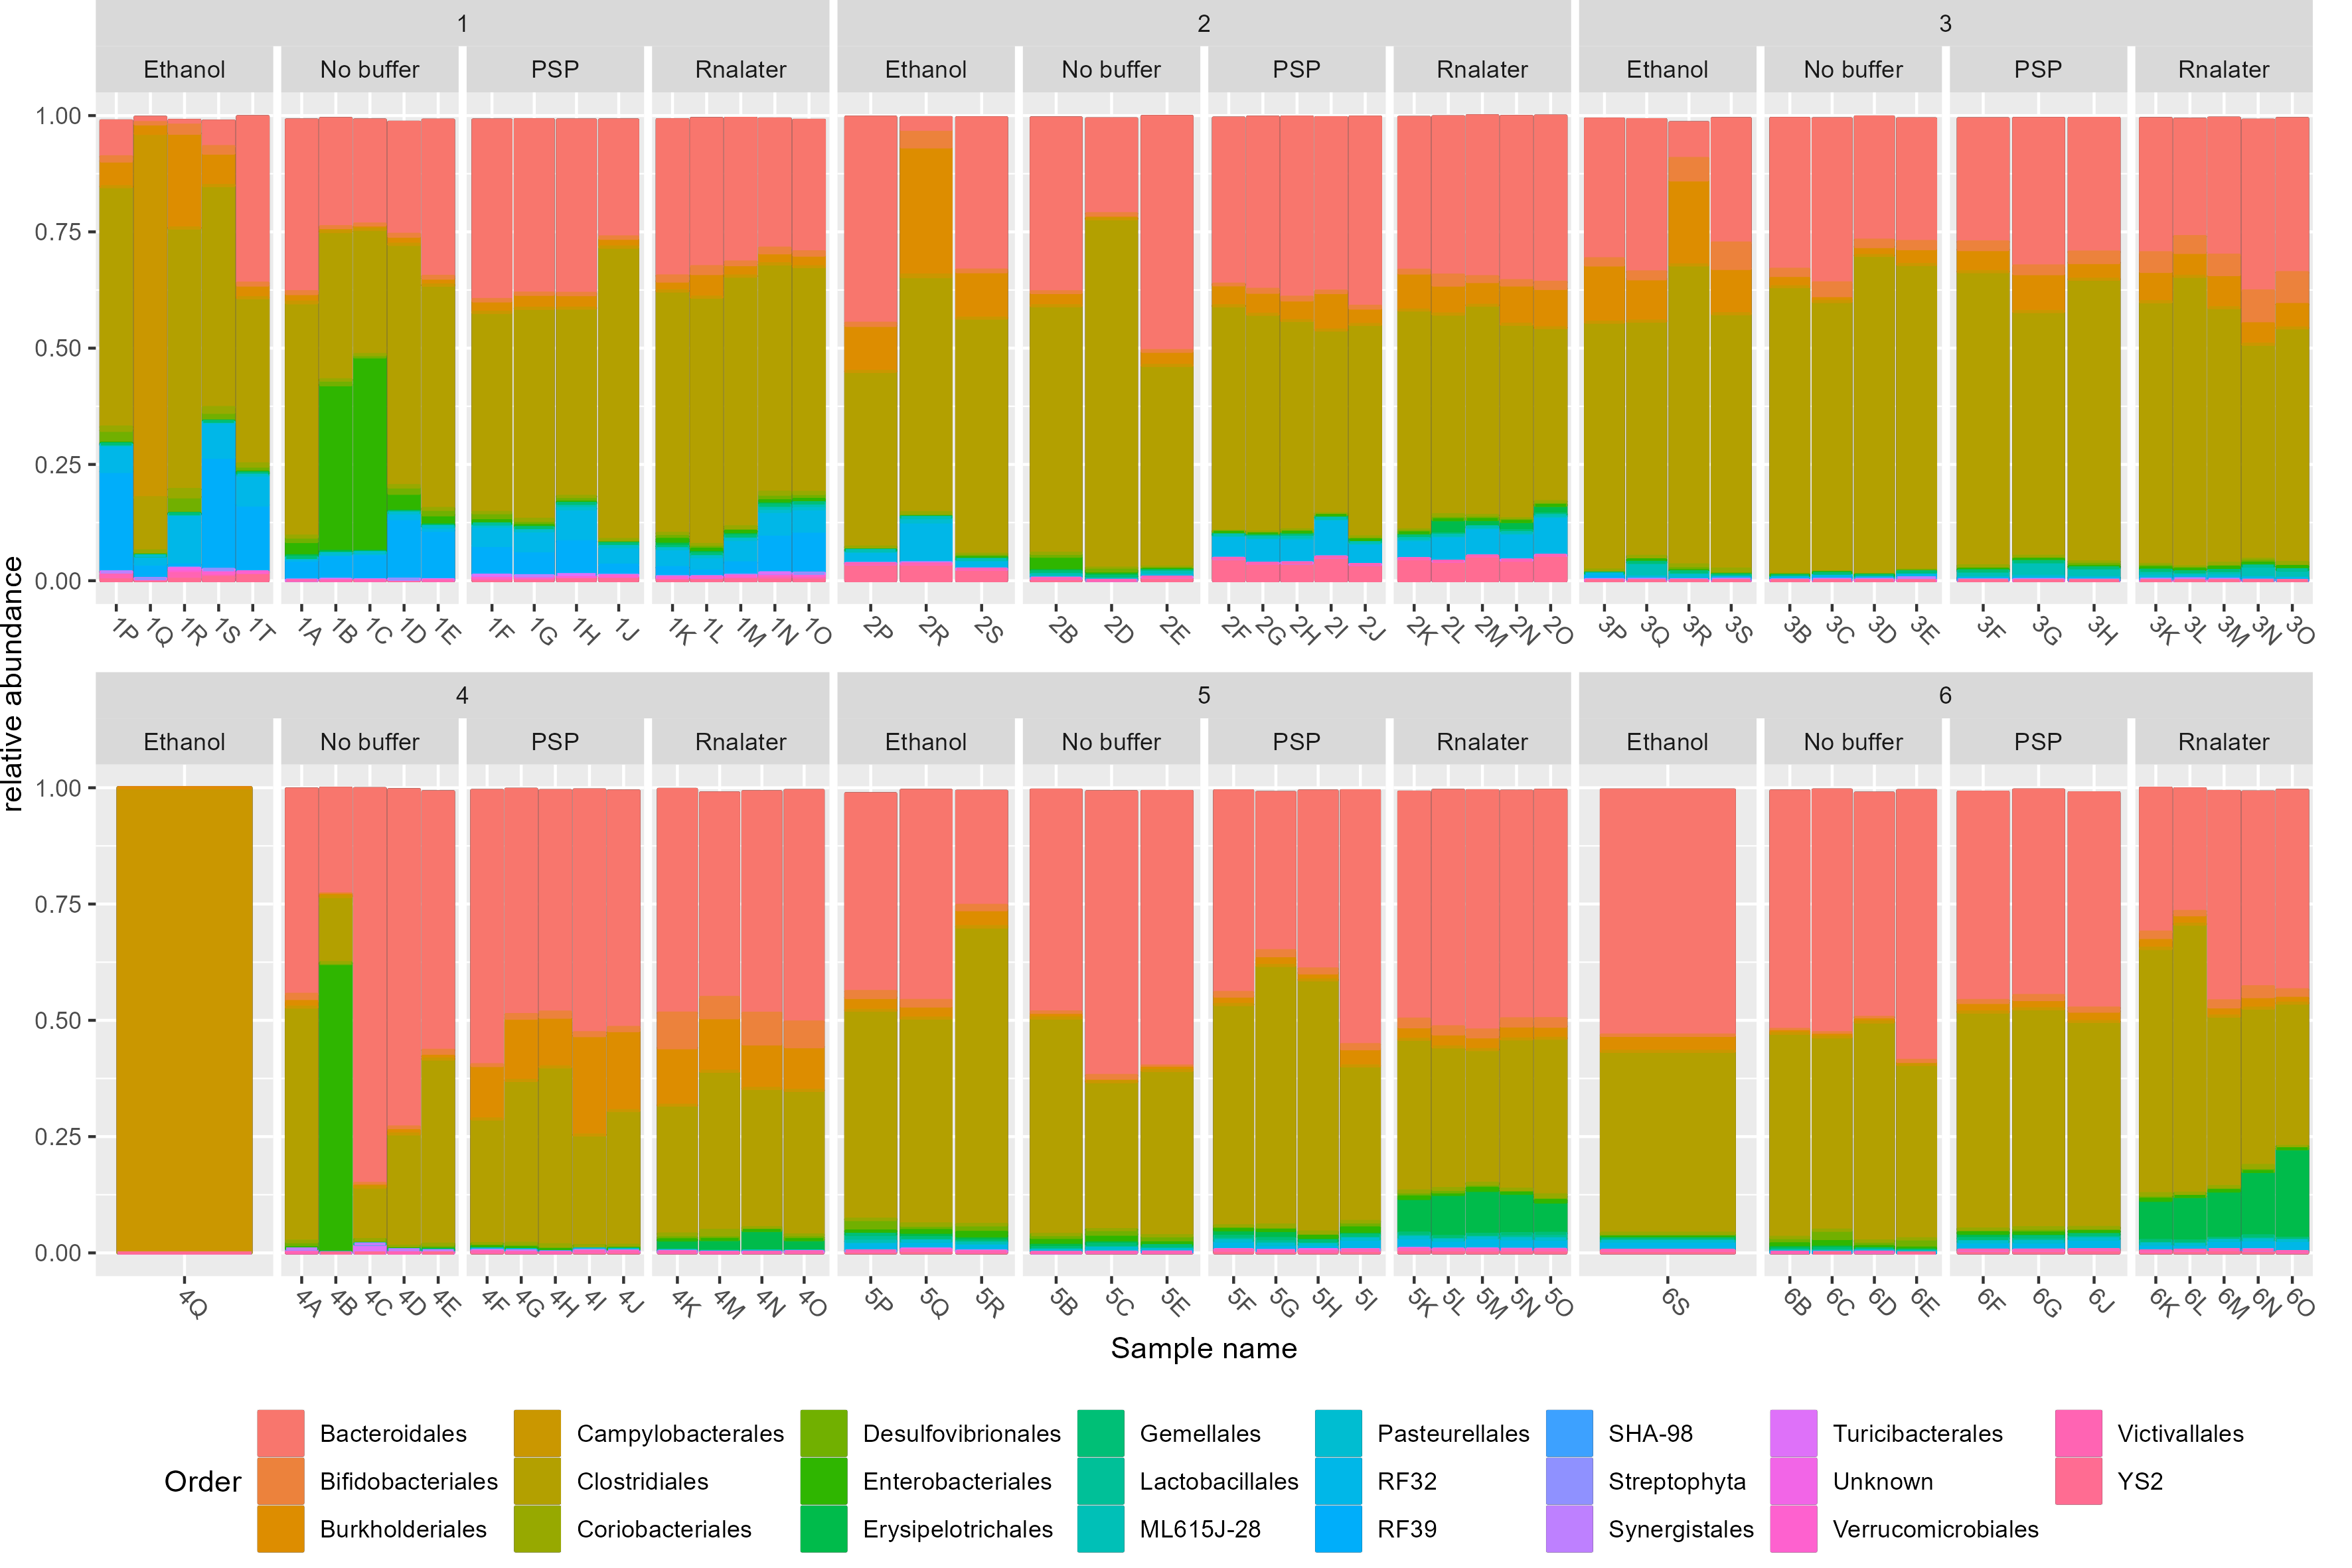 1 2 3
Ethanol No buffer PSP Rnalater Ethanol No buffer PSP Rnalater Ethanol No buffer PSP Rnalater
1.00
0.75
0.50
0.25
0.00
1P 1Q 1R 1S 1T 1A 1B 1C 1D 1E 1F 1G 1H 1J 1K 1L 1M 1N 1O 2P 2R 2S 2B 2D 2E 2F 2G 2H 2I 2J 2K 2L 2M 2N 2O 3P 3Q 3R 3S 3B 3C 3D 3E 3F 3G 3H 3K 3L 3M 3N 3O
relative abundance
4 5 6
Ethanol No buffer PSP Rnalater Ethanol No buffer PSP Rnalater Ethanol No buffer PSP Rnalater
1.00
0.75
0.50
0.25
0.00
4Q 4A 4B 4C 4D 4E 4F 4G 4H 4I 4J 4K 4M 4N 4O 5P 5Q 5R 5B 5C 5E 5F 5G 5H 5I 5K 5L 5M 5N 5O 6S 6B 6C 6D 6E 6F 6G 6J 6K 6L 6M 6N 6O
Sample name
Order
Bacteroidales Campylobacterales Desulfovibrionales Gemellales Pasteurellales SHA-98 Turicibacterales Victivallales
Bifidobacteriales Clostridiales Enterobacteriales Lactobacillales RF32 Streptophyta Unknown YS2
Burkholderiales Coriobacteriales Erysipelotrichales ML615J-28 RF39 Synergistales Verrucomicrobiales